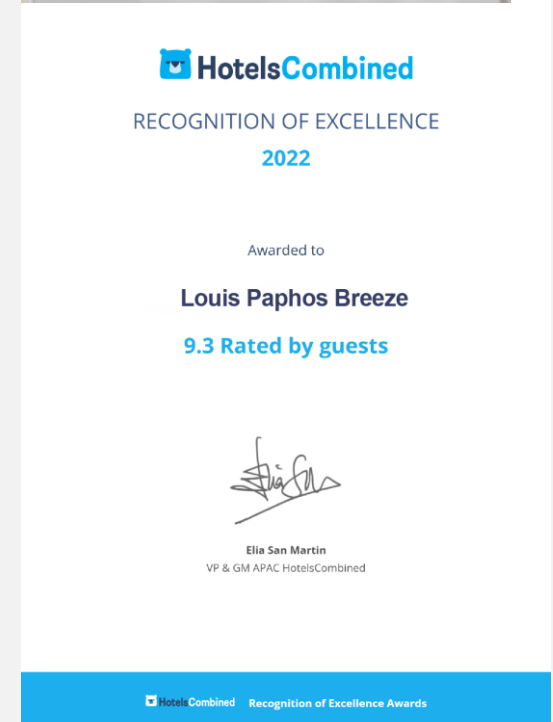 HotelsCombined
RECOGNITION OF EXCELLENCE
2022
Awarded to
Louis Paphos Breeze
9.3 Rated by guests
Elia San Martin
VP & GM APAC HotelsCombined
HotelsCombined Recognition of Excellence Awards